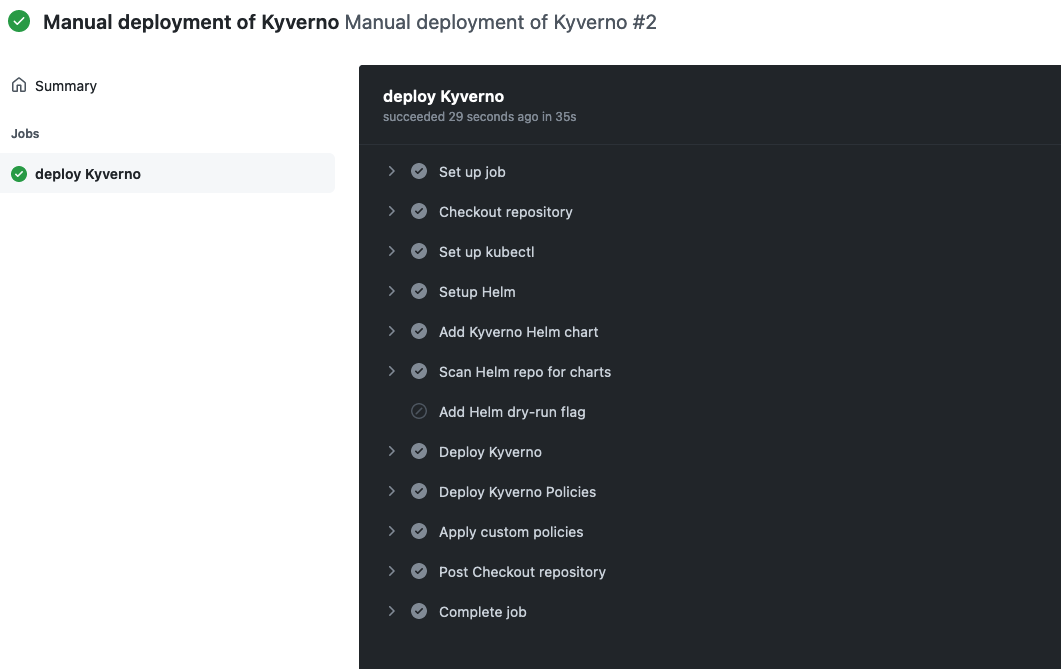 Manual deployment of Kyverno Manual deployment of Kyverno #2
Summary
Jobs
deploy Kyverno
deploy Kyverno
succeeded 29 seconds ago in 35s
Set up job
Checkout repository
Set up kubectl
Setup Helm
Add Kyverno Helm chart
Scan Helm repo for charts
Add Helm dry-run flag
Deploy Kyverno
Deploy Kyverno Policies
Apply custom policies
Post Checkout repository
Complete job